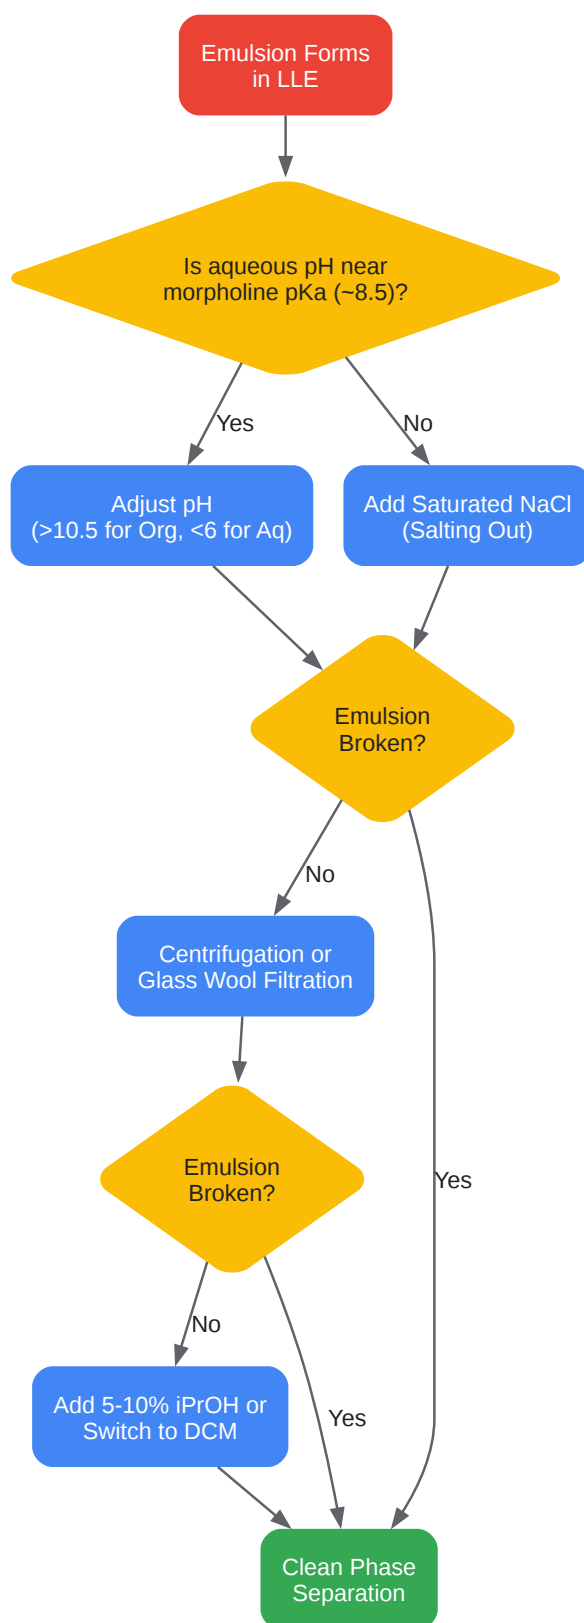 Emulsion Forms
in LLE
Is aqueous pH near
morpholine pKa (~8.5)?
Yes
No
Adjust pH
(>10.5 for Org, <6 for Aq)
Add Saturated NaCl
(Salting Out)
Emulsion
Broken?
No
Centrifugation or
Glass Wool Filtration
Emulsion
Broken?
Yes
No
Add 5-10% iPrOH or
Switch to DCM
Yes
Clean Phase
Separation